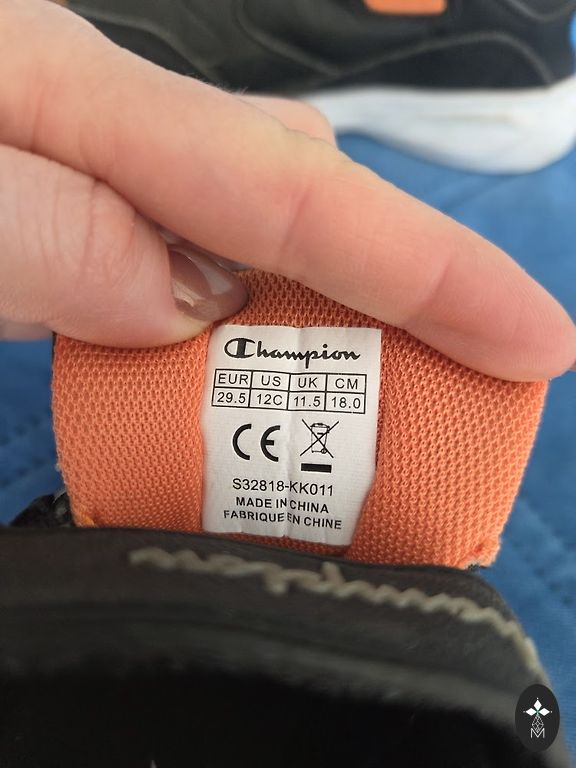 Champion
EUR US UK CM
29.5 12C 11.5 18.0
CE
S32818-KK011
MADE IN CHINA
FABRIQUE EN CHINE
Champion
M